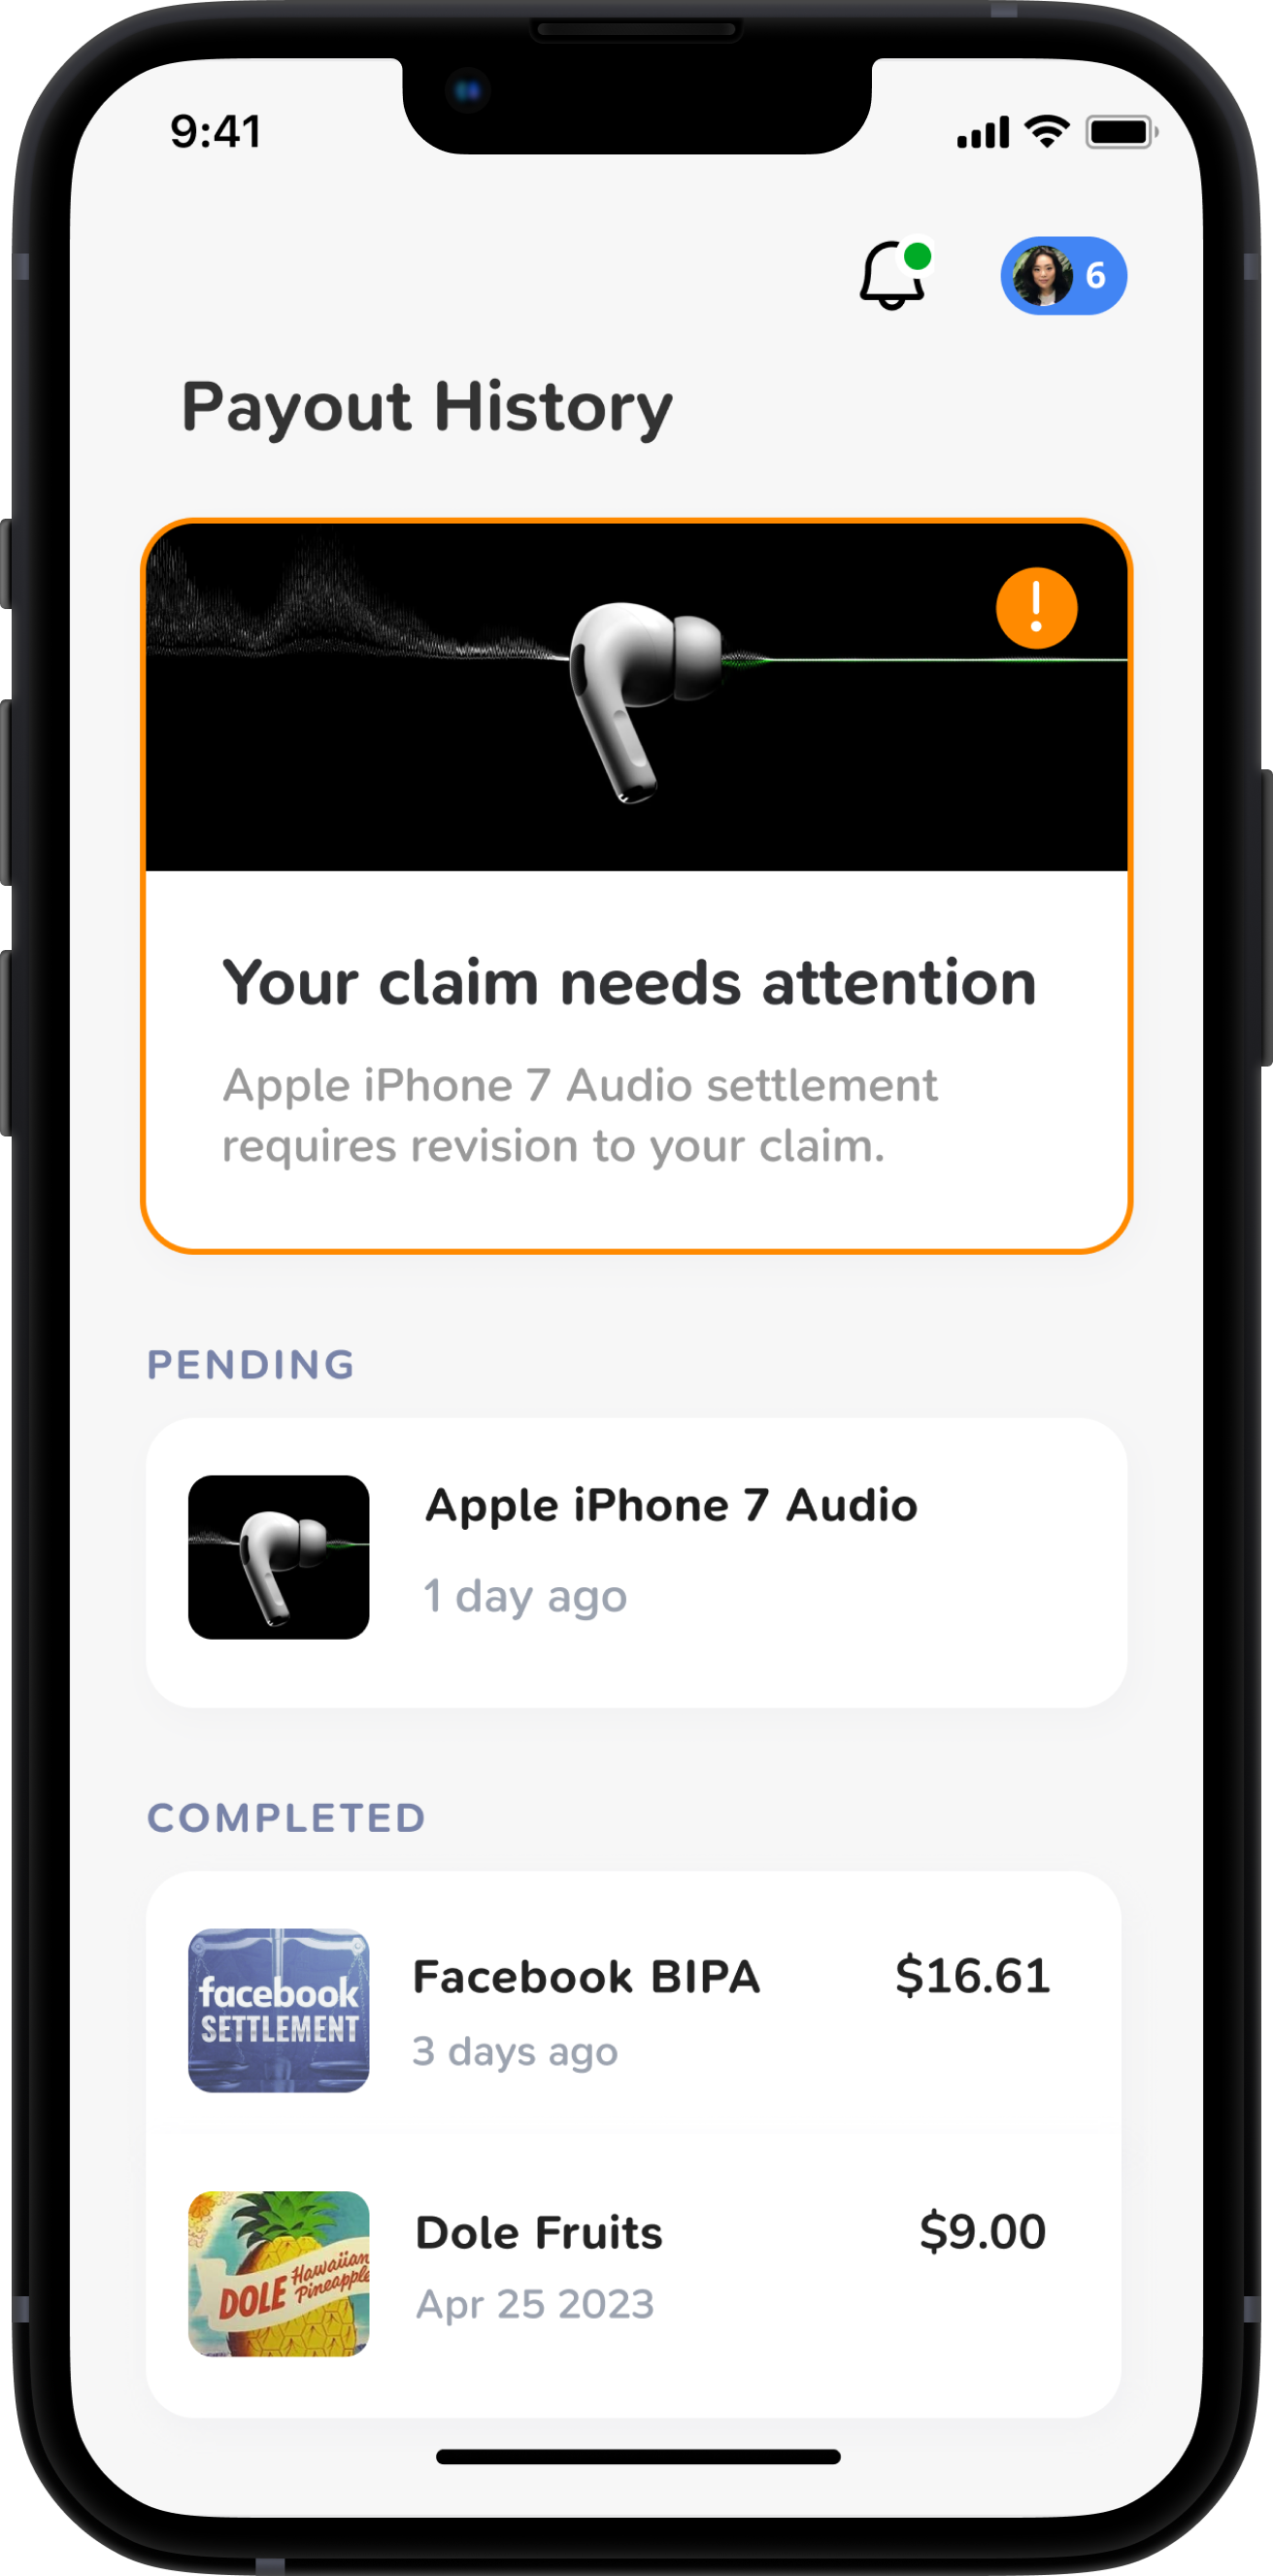 9:41
6
Payout History
Your claim needs attention
Apple iPhone 7 Audio settlement
requires revision to your claim.
PENDING
Apple iPhone 7 Audio
1 day ago
COMPLETED
facebook
SETTLEMENT
Facebook BIPA
$16.61
3 days ago
DOLE Hawaiian
Pineapple
Dole Fruits
$9.00
Apr 25 2023